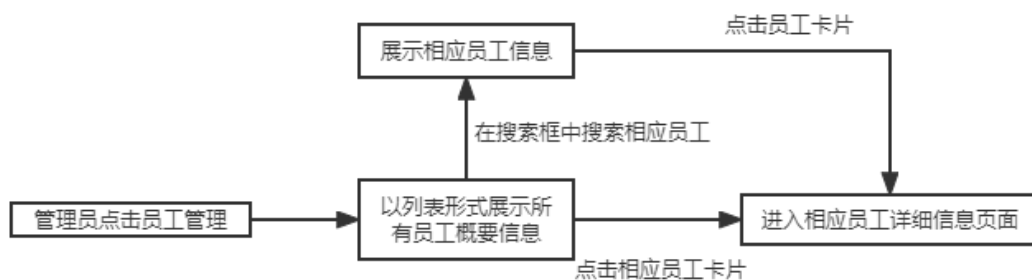 点击员工卡片
展示相应员工信息
在搜索框中搜索相应员工
管理员点击员工管理
以列表形式展示所
有员工概要信息
进入相应员工详细信息页面
点击相应员工卡片